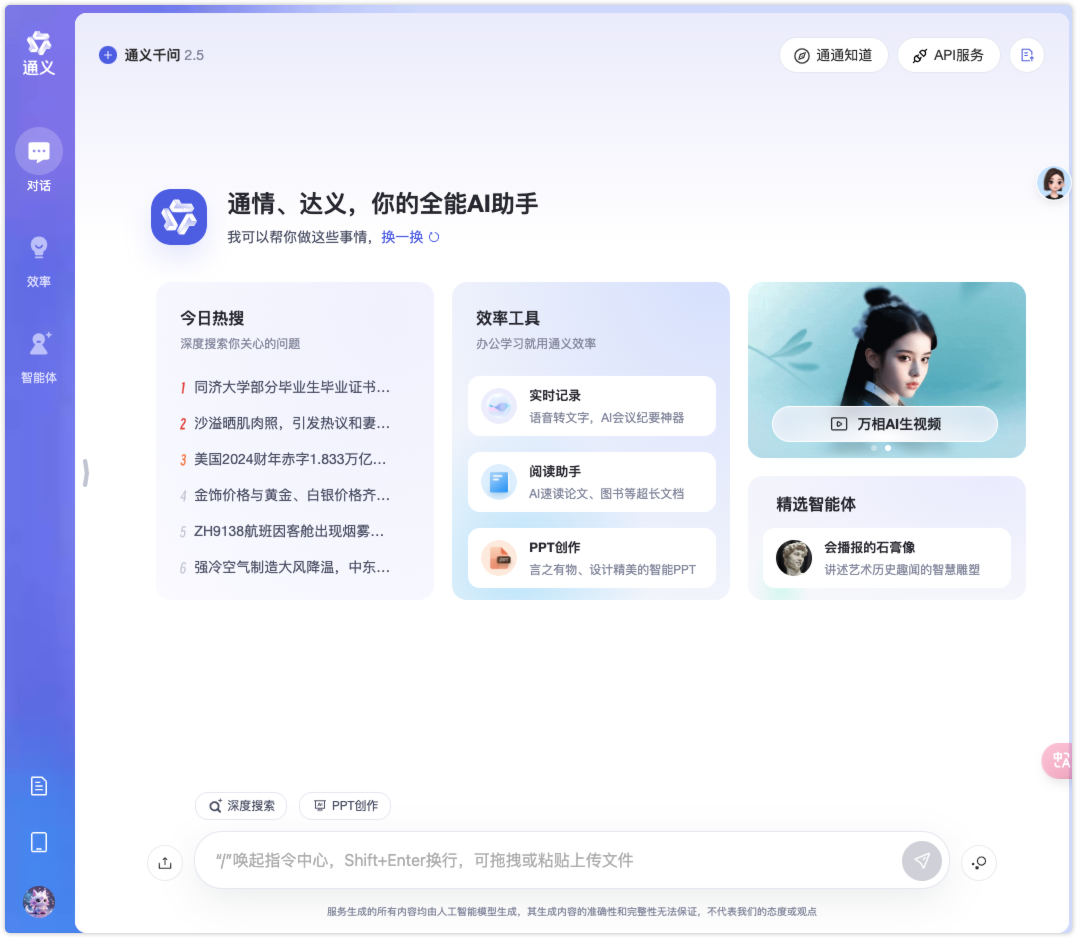 通义
通义千问 2.5
通通知道
API服务
对话
效率
智能体
通情、达义，你的全能AI助手
我可以帮你做这些事情，换一换
今日热搜
深度搜索你关心的问题
1 同济大学部分毕业生毕业证书...
2 沙溢晒肌肉照，引发热议和妻...
3 美国2024财年赤字1.833万亿...
4 金饰价格与黄金、白银价格齐...
5 ZH9138航班因客舱出现烟雾...
6 强冷空气制造大风降温，中东...
效率工具
办公学习就用通义效率
实时记录
语音转文字，AI会议纪要神器
阅读助手
AI速读论文、图书等超长文档
PPT创作
言之有物、设计精美的智能PPT
万相AI生视频
精选智能体
会播报的石膏像
讲述艺术历史趣闻的智慧雕塑
深度搜索
PPT创作
“/”唤起指令中心，Shift+Enter换行，可拖拽或粘贴上传文件
服务生成的所有内容均由人工智能模型生成，其生成内容的准确性和完整性无法保证，不代表我们的态度或观点